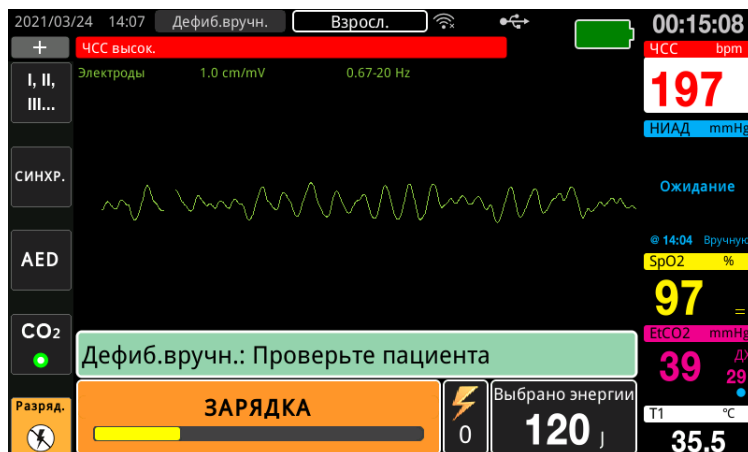 2021/03/24 14:07 Дефиб.вручн. Взросл. 00:15:08
+ ЧСС высок. ЧСС bpm
Электроды 1.0 cm/mV 0.67-20 Hz
I, II,
III...
197
НИАД mmHg
СИНХР.
Ожидание
@ 14:04 Вручную
AED
SpO2 %
97
=
CO2
EtCO2 mmHg
Дефиб.вручн.: Проверьте пациента
39
29
Разряд.
ЗАРЯДКА
0
Выбрано энергии
120 J
T1 °C
35.5